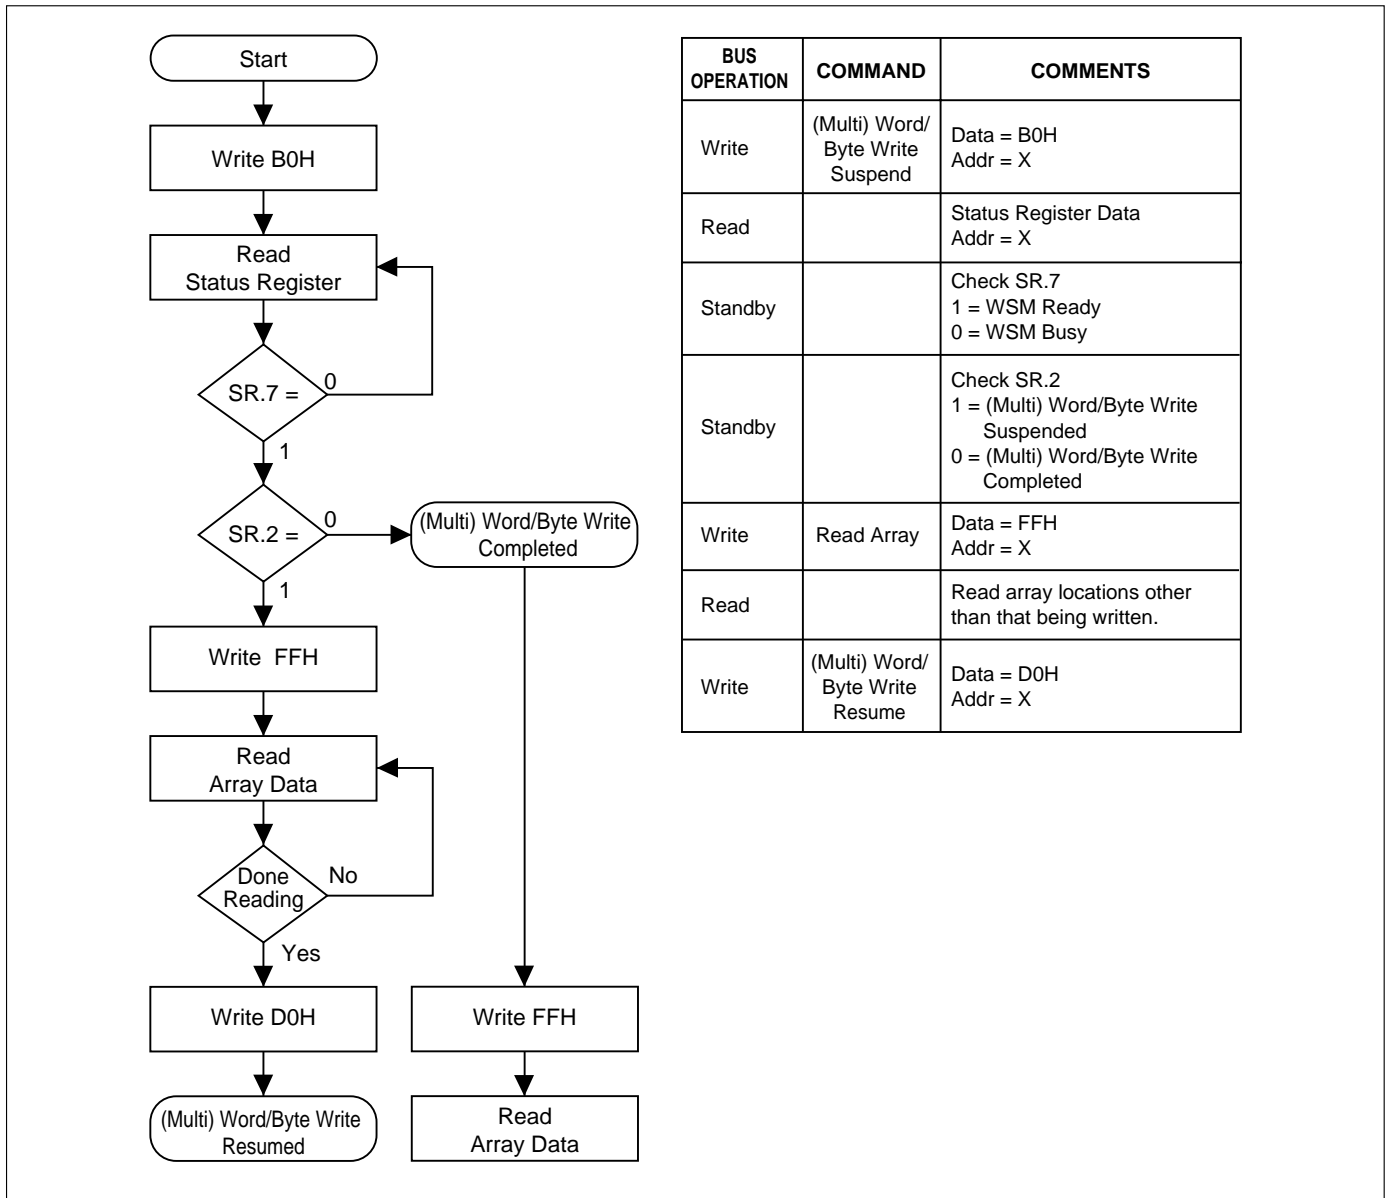 Start
Write B0H
Read
Status Register
SR.7 =
0
1
SR.2 =
0
1
(Multi) Word/Byte Write
Completed
Write FFH
Read
Array Data
Done
Reading
No
Yes
Write D0H
(Multi) Word/Byte Write
Resumed
Write FFH
Read
Array Data
BUS
OPERATION
COMMAND
COMMENTS
Write
(Multi) Word/
Byte Write
Suspend
Data = B0H
Addr = X
Read
Status Register Data
Addr = X
Standby
Check SR.7
1 = WSM Ready
0 = WSM Busy
Standby
Check SR.2
1 = (Multi) Word/Byte Write
Suspended
0 = (Multi) Word/Byte Write
Completed
Write
Read Array
Data = FFH
Addr = X
Read
Read array locations other
than that being written.
Write
(Multi) Word/
Byte Write
Resume
Data = D0H
Addr = X